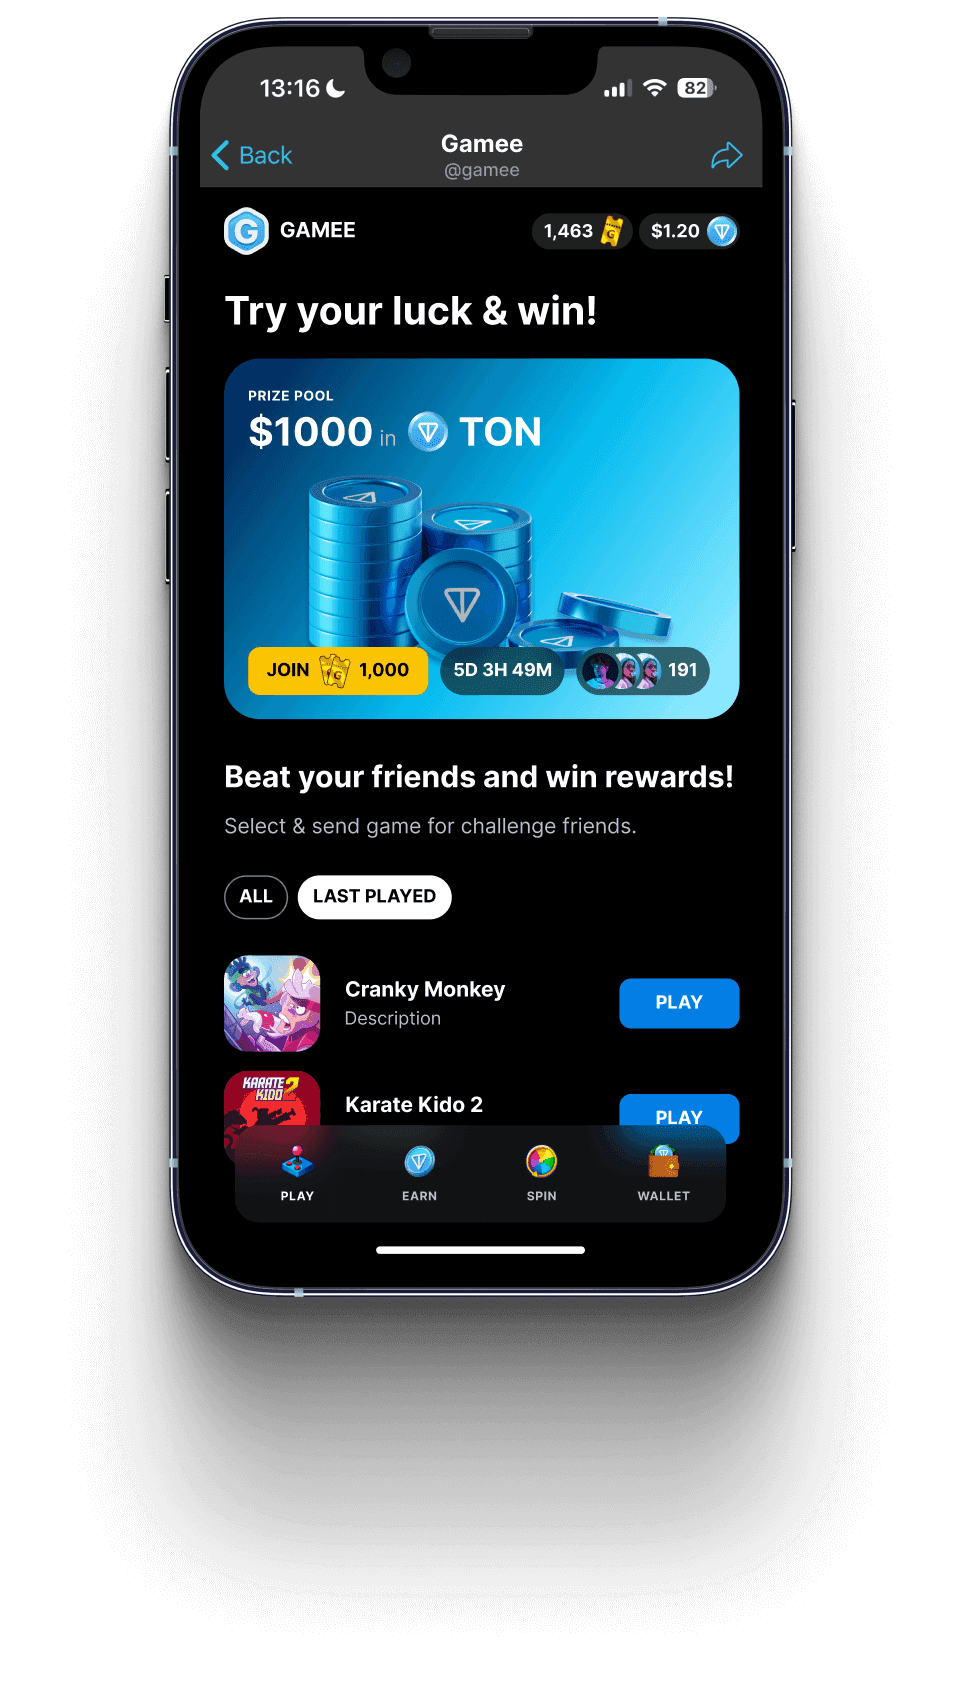 13:16 82
Back
Gamee
@gamee
G GAMEE
1,463 G $1.20
Try your luck & win!
PRIZE POOL
$1000 in TON
JOIN G 1,000
5D 3H 49M
191
Beat your friends and win rewards!
Select & send game for challenge friends.
ALL LAST PLAYED
Cranky Monkey
Description
PLAY
KARATE
KIDO 2
Karate Kido 2
PLAY
PLAY EARN SPIN WALLET